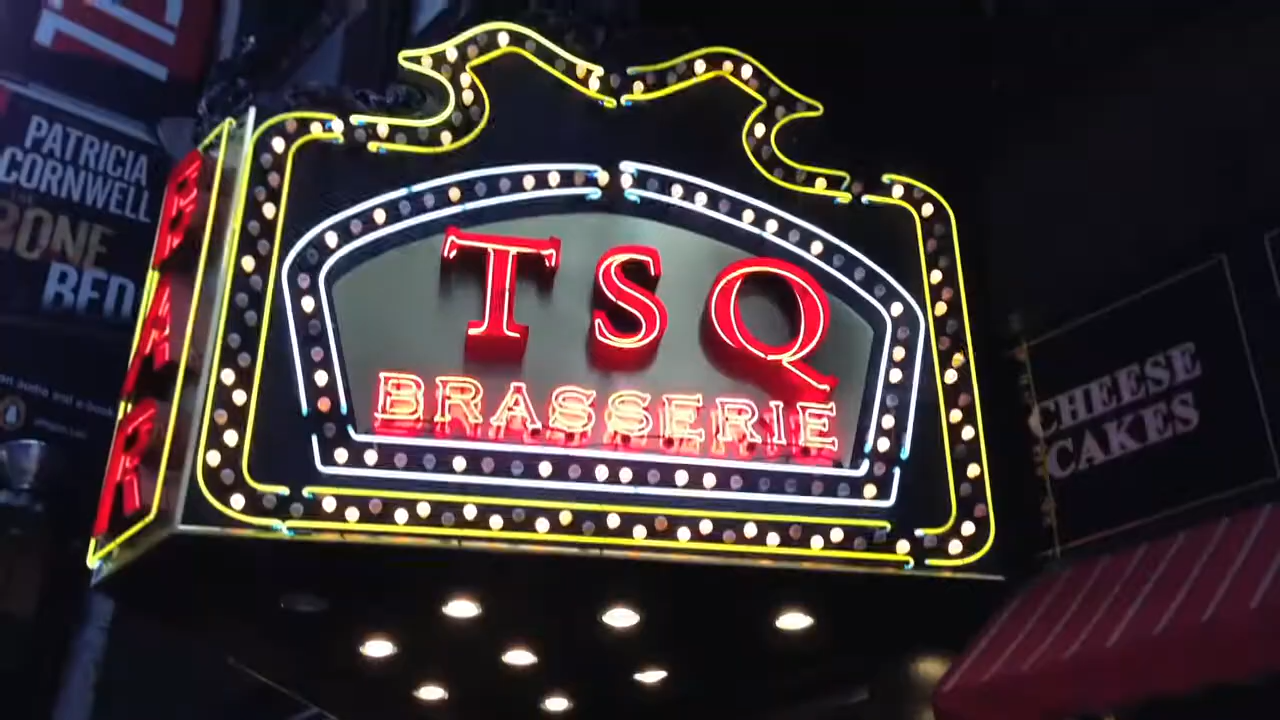 PATRICIA
CORNWELL
BONE
BED
BAR
TSQ
BRASSERIE
CHEESE
CAKES